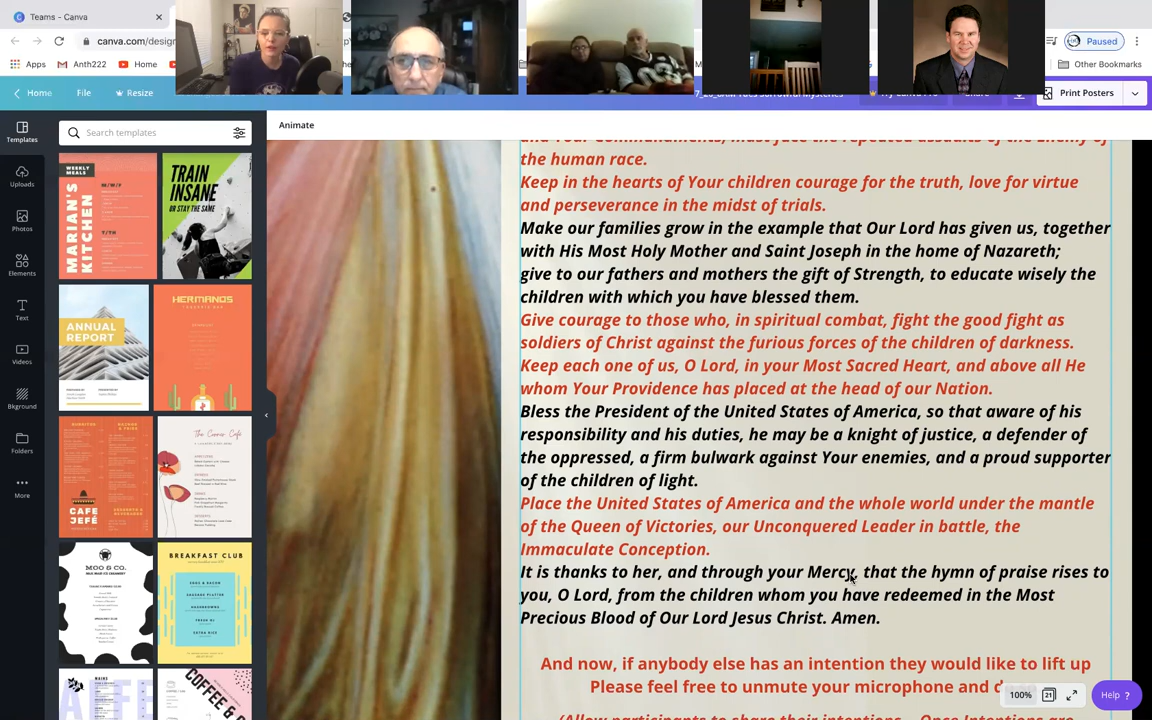 Teams - Canva
canva.com/design
Paused
Apps
Anth222
Home
Other Bookmarks
Home
File
Resize
Print Posters
Templates
Uploads
Photos
Elements
Text
Videos
Bkground
Folders
More
Search templates
WEEKLY
MEALS
MARIAN'S
KITCHEN
M/W/F
T/TH
TRAIN
INSANE
OR STAY THE SAME
ANNUAL
REPORT
HERMANOS
CAFE
JEFÉ
MOO & CO.
BREAKFAST CLUB
COFFEE &
Animate
the human race.
Keep in the hearts of Your children courage for the truth, love for virtue
and perseverance in the midst of trials.
Make our families grow in the example that Our Lord has given us, together
with His Most Holy Mother and Saint Joseph in the home of Nazareth;
give to our fathers and mothers the gift of Strength, to educate wisely the
children with which you have blessed them.
Give courage to those who, in spiritual combat, fight the good fight as
soldiers of Christ against the furious forces of the children of darkness.
Keep each one of us, O Lord, in your Most Sacred Heart, and above all He
whom Your Providence has placed at the head of our Nation.
Bless the President of the United States of America, so that aware of his
responsibility and his duties, he may be a knight of justice, a defender of
the oppressed, a firm bulwark against Your enemies, and a proud supporter
of the children of light.
Place the United States of America and the whole world under the mantle
of the Queen of Victories, our Unconquered Leader in battle, the
Immaculate Conception.
It is thanks to her, and through your Mercy, that the hymn of praise rises to
you, O Lord, from the children whom you have redeemed in the Most
Precious Blood of Our Lord Jesus Christ. Amen.
And now, if anybody else has an intention they would like to lift up
Please feel free to unmute your microphone and
100%
21
Help ?